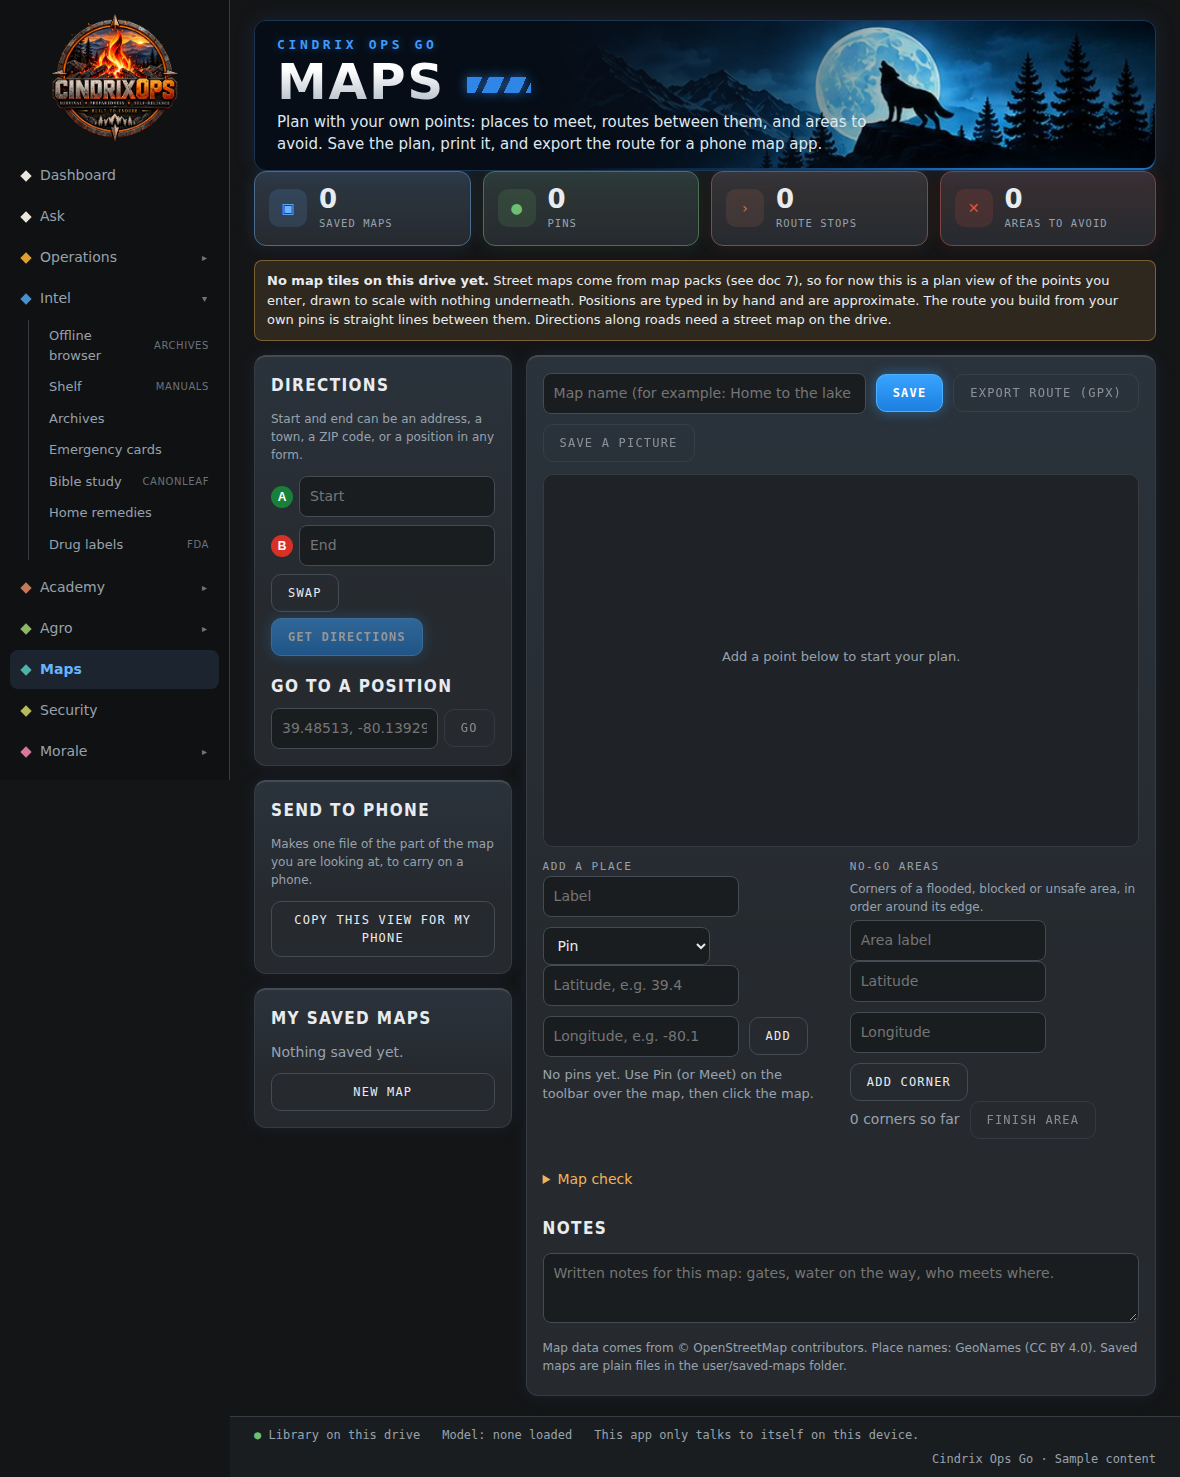 CINDRIXOPS
SURVIVAL • PREPAREDNESS • SELF-RELIANCE
BUILT TO ENDURE
Dashboard
Ask
Operations
Intel
Offline browser
ARCHIVES
Shelf
MANUALS
Archives
Emergency cards
Bible study
CANONLEAF
Home remedies
Drug labels
FDA
Academy
Agro
Maps
Security
Morale
CINDRIX OPS GO
MAPS
Plan with your own points: places to meet, routes between them, and areas to
avoid. Save the plan, print it, and export the route for a phone map app.
0
SAVED MAPS
0
PINS
0
ROUTE STOPS
0
AREAS TO AVOID
No map tiles on this drive yet. Street maps come from map packs (see doc 7), so for now this is a plan view of the points you
enter, drawn to scale with nothing underneath. Positions are typed in by hand and are approximate. The route you build from your
own pins is straight lines between them. Directions along roads need a street map on the drive.
DIRECTIONS
Start and end can be an address, a
town, a ZIP code, or a position in any
form.
A
Start
B
End
SWAP
GET DIRECTIONS
GO TO A POSITION
39.48513, -80.13929
GO
SEND TO PHONE
Makes one file of the part of the map
you are looking at, to carry on a
phone.
COPY THIS VIEW FOR MY
PHONE
MY SAVED MAPS
Nothing saved yet.
NEW MAP
Map name (for example: Home to the lake
SAVE
EXPORT ROUTE (GPX)
SAVE A PICTURE
Add a point below to start your plan.
ADD A PLACE
Label
Pin
Latitude, e.g. 39.4
Longitude, e.g. -80.1
ADD
No pins yet. Use Pin (or Meet) on the
toolbar over the map, then click the map.
NO-GO AREAS
Corners of a flooded, blocked or unsafe area, in
order around its edge.
Area label
Latitude
Longitude
ADD CORNER
0 corners so far
FINISH AREA
Map check
NOTES
Written notes for this map: gates, water on the way, who meets where.
Map data comes from © OpenStreetMap contributors. Place names: GeoNames (CC BY 4.0). Saved
maps are plain files in the user/saved-maps folder.
Library on this drive
Model: none loaded
This app only talks to itself on this device.
Cindrix Ops Go · Sample content